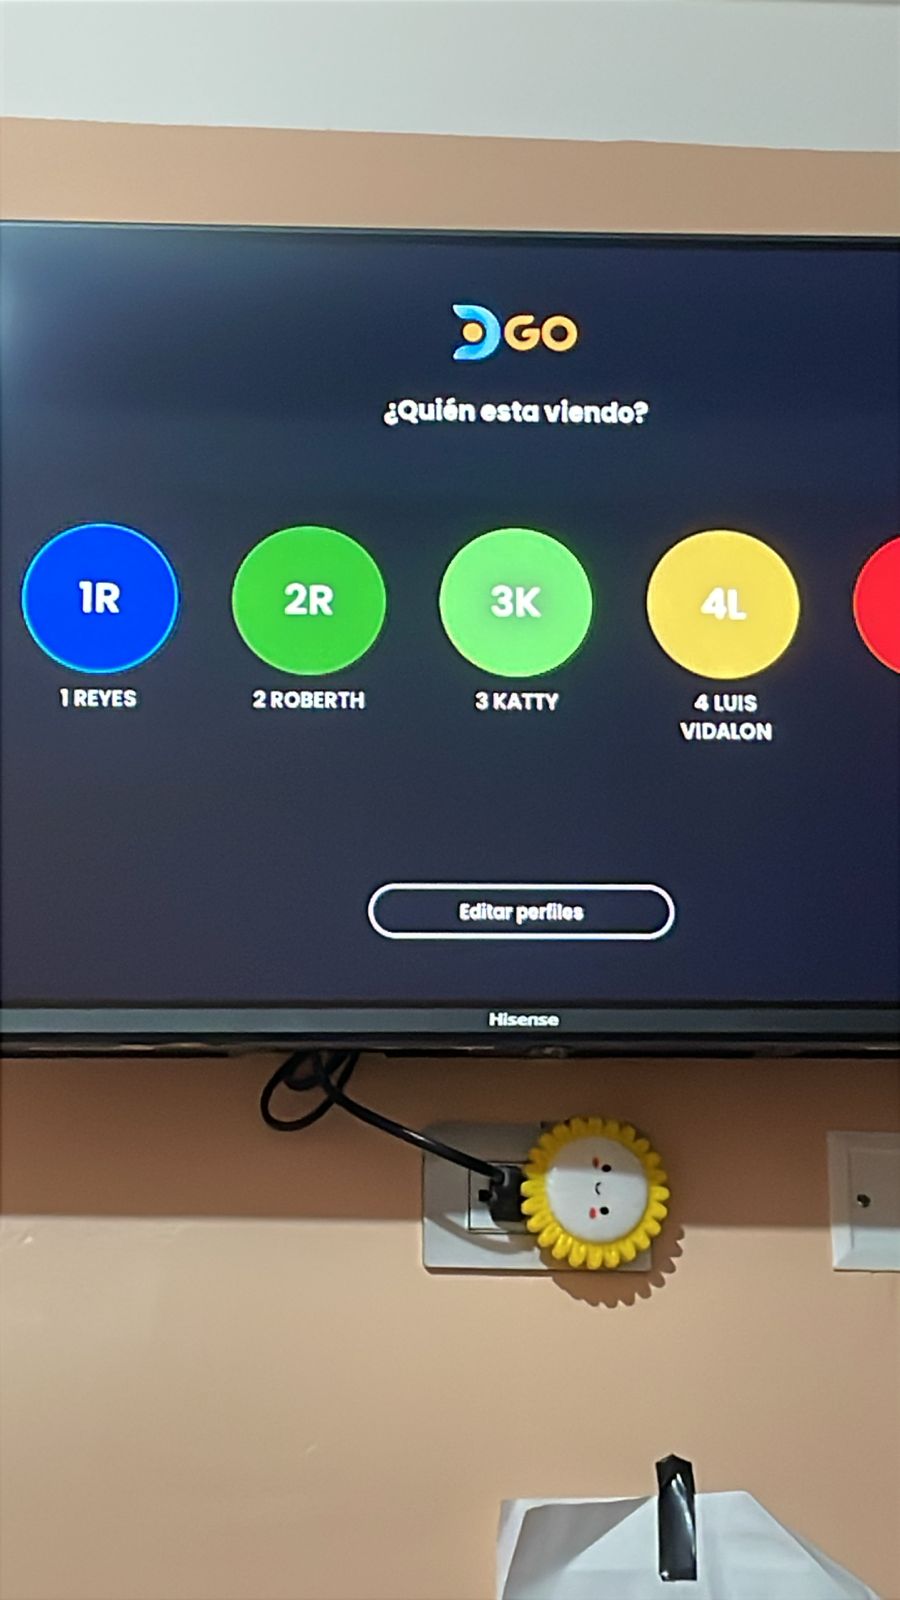 DGO
¿Quién esta viendo?
1R
2R
3K
4L
1 REYES
2 ROBERTH
3 KATTY
4 LUIS
VIDALON
Editar perfiles
Hisense